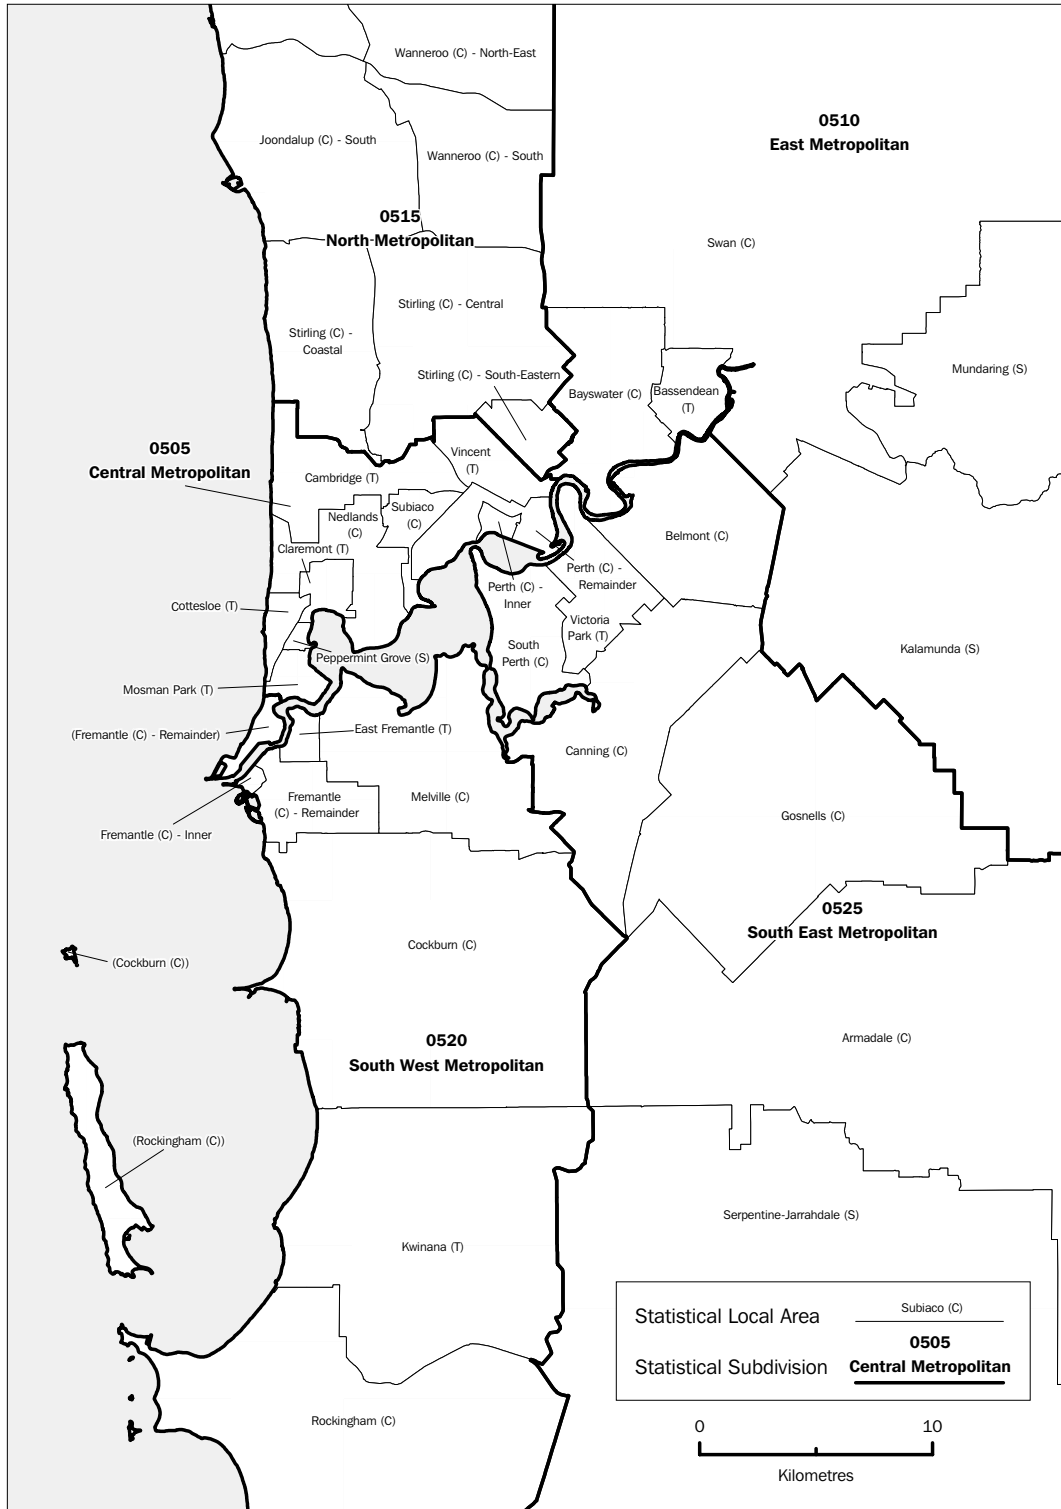 Wanneroo (C) - North-East
0510
East Metropolitan
Joondalup (C) - South
Wanneroo (C) - South
0515
North Metropolitan
Swan (C)
Stirling (C) - Central
Stirling (C) -
Coastal
Mundaring (S)
Stirling (C) - South-Eastern
Bayswater (C)
Bassendean
(T)
0505
Central Metropolitan
Vincent
(T)
Cambridge (T)
Nedlands
(C)
Subiaco
(C)
Belmont (C)
Claremont (T)
Perth (C) -
Remainder
Perth (C) -
Inner
Cottesloe (T)
Victoria
Park (T)
South
Perth (C)
Kalamunda (S)
Peppermint Grove (S)
Mosman Park (T)
(Fremantle (C) - Remainder)
East Fremantle (T)
Canning (C)
Fremantle
(C) - Remainder
Melville (C)
Gosnells (C)
Fremantle (C) - Inner
0525
South East Metropolitan
Cockburn (C)
(Cockburn (C))
0520
South West Metropolitan
Armadale (C)
(Rockingham (C))
Serpentine-Jarrahdale (S)
Kwinana (T)
Statistical Local Area
Subiaco (C)
0505
Statistical Subdivision
Central Metropolitan
Rockingham (C)
0 10
Kilometres